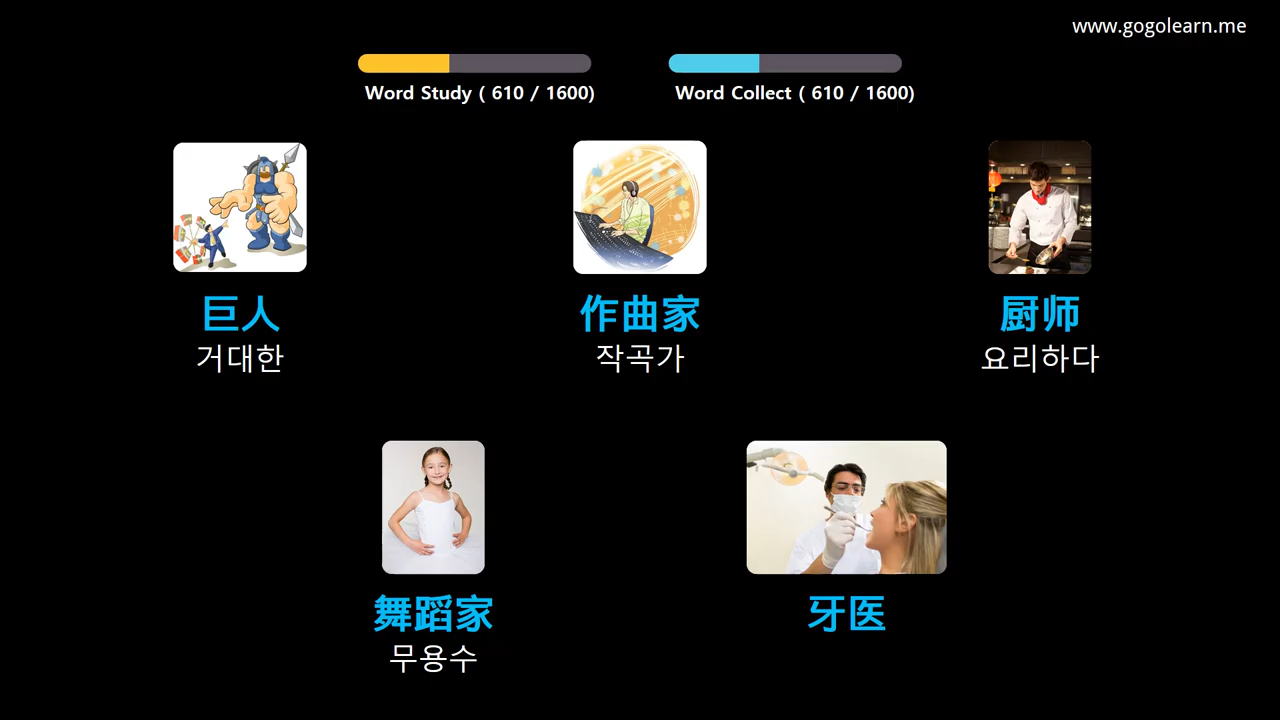 www.gogolearn.me
Word Study ( 610 / 1600)
Word Collect ( 610 / 1600)
巨人
거대한
作曲家
작곡가
厨师
요리하다
舞蹈家
무용수
牙医